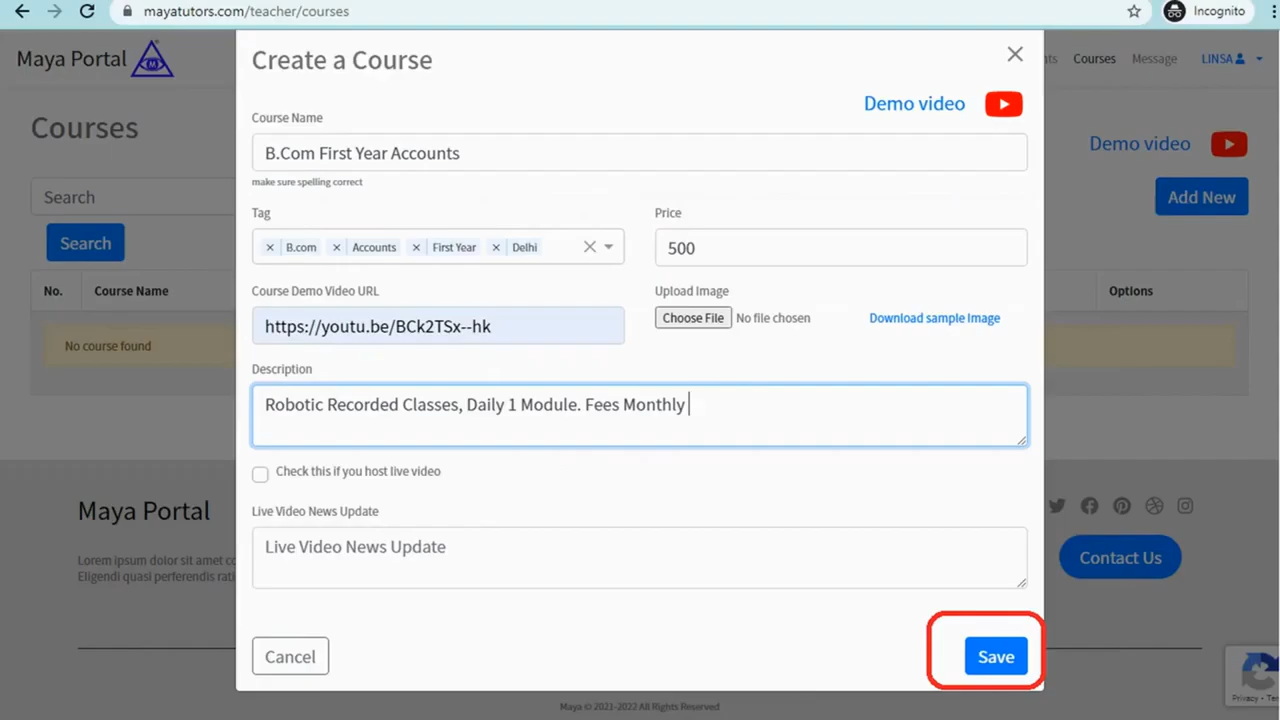 mayatutors.com/teacher/courses
Incognito
Maya Portal
Courses
Message
LINSA
Create a Course
Demo video
Courses
Demo video
Course Name
B.Com First Year Accounts
make sure spelling correct
Search
Add New
Search
Tag
Price
× B.com × Accounts × First Year × Delhi
500
No.
Course Name
Options
Course Demo Video URL
Upload Image
https://youtu.be/BCk2TSx--hk
Choose File No file chosen
Download sample Image
No course found
Description
Robotic Recorded Classes, Daily 1 Module. Fees Monthly
Check this if you host live video
Maya Portal
Live Video News Update
Live Video News Update
Lorem ipsum dolor sit amet
Eligendi quasi perferendis
Contact Us
Cancel
Save
Privacy
Maya © 2021-2022 All Rights Reserved